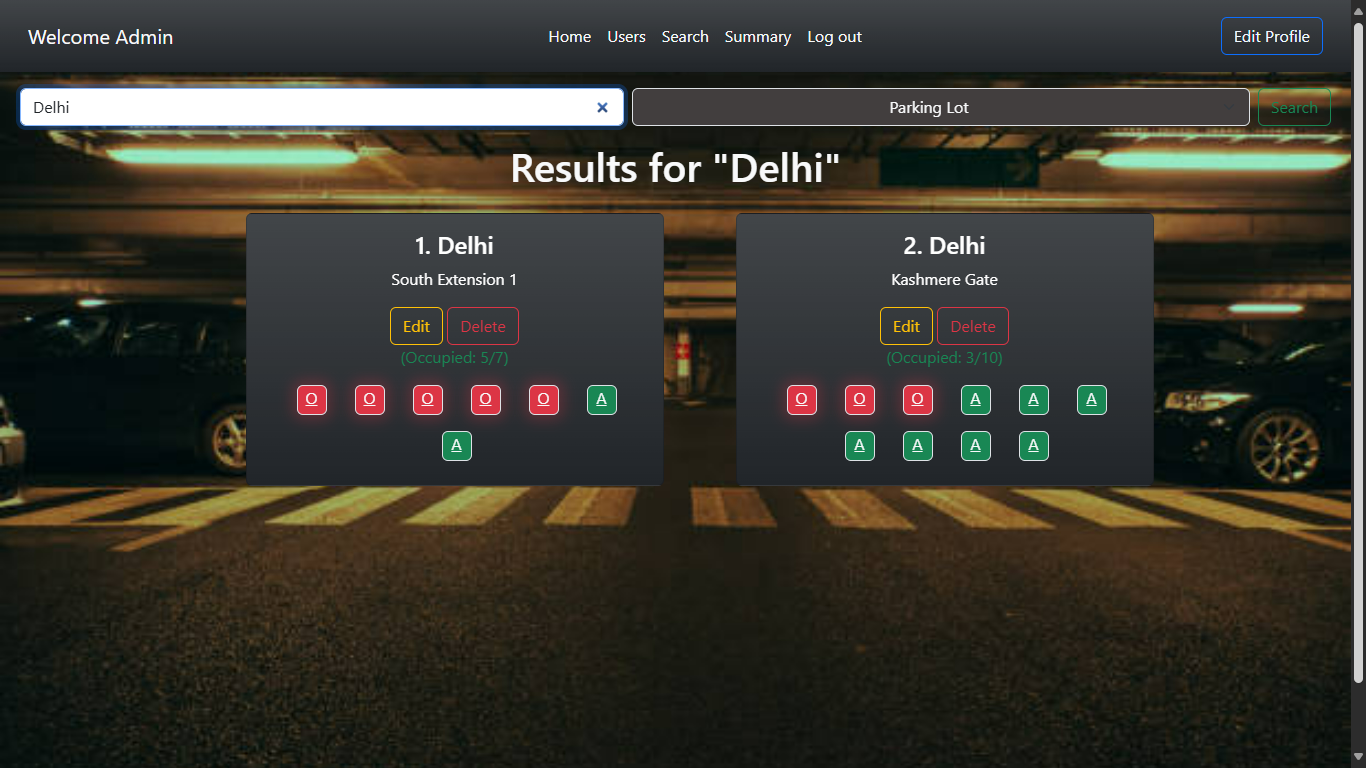 Welcome Admin Home Users Search Summary Log out Edit Profile
Delhi Parking Lot Search
Results for "Delhi"
1. Delhi
South Extension 1
Edit Delete
(Occupied: 5/7)
O O O O O A
A
2. Delhi
Kashmere Gate
Edit Delete
(Occupied: 3/10)
O O O A A A
A A A A